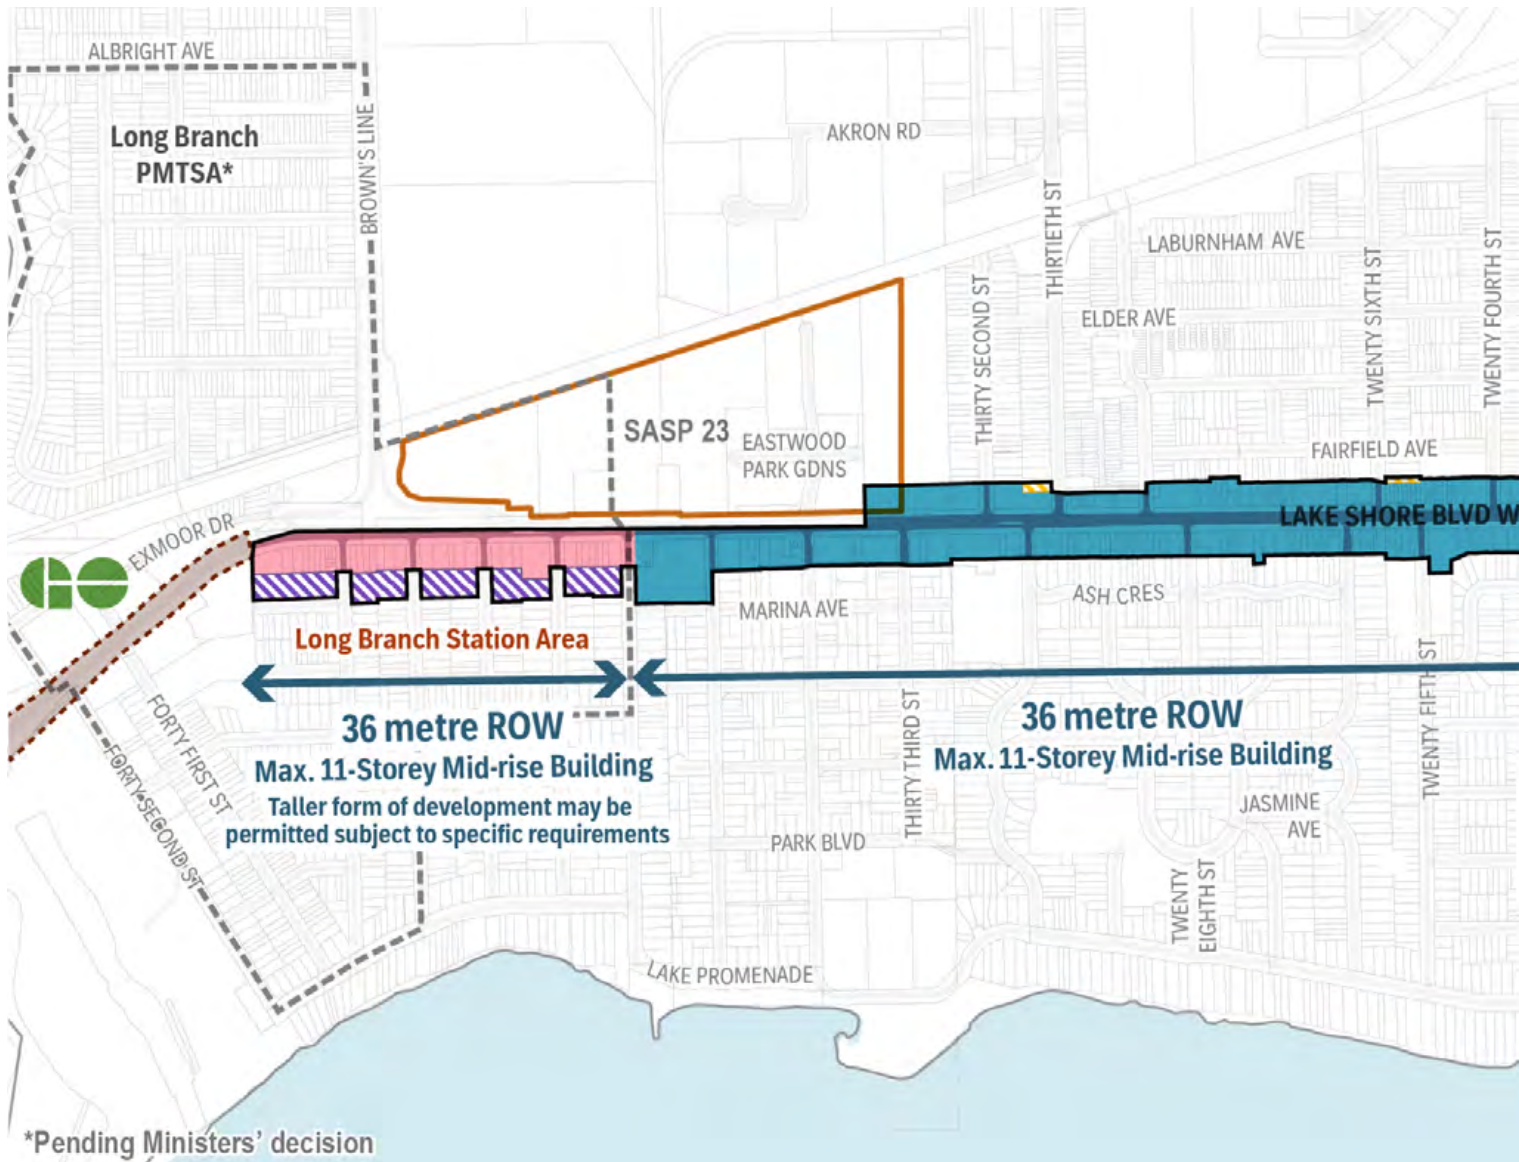 ALBRIGHT AVE
Long Branch
PMTSA*
BROWN'S LINE
AKRON RD
THIRTIETH ST
LABURNHAM AVE
TWENTY SIXTH ST
TWENTY FOURTH ST
THIRTY SECOND ST
ELDER AVE
SASP 23
EASTWOOD
PARK GDNS
FAIRFIELD AVE
EXMOOR DR
LAKE SHORE BLVD W
GO
MARINA AVE
ASH CRES
Long Branch Station Area
FORTY FIRST ST
FORTY SECOND ST
36 metre ROW
Max. 11-Storey Mid-rise Building
Taller form of development may be
permitted subject to specific requirements
THIRTY THIRD ST
36 metre ROW
Max. 11-Storey Mid-rise Building
TWENTY FIFTH ST
JASMINE
AVE
PARK BLVD
TWENTY
EIGHTH ST
LAKE PROMENADE
*Pending Ministers' decision